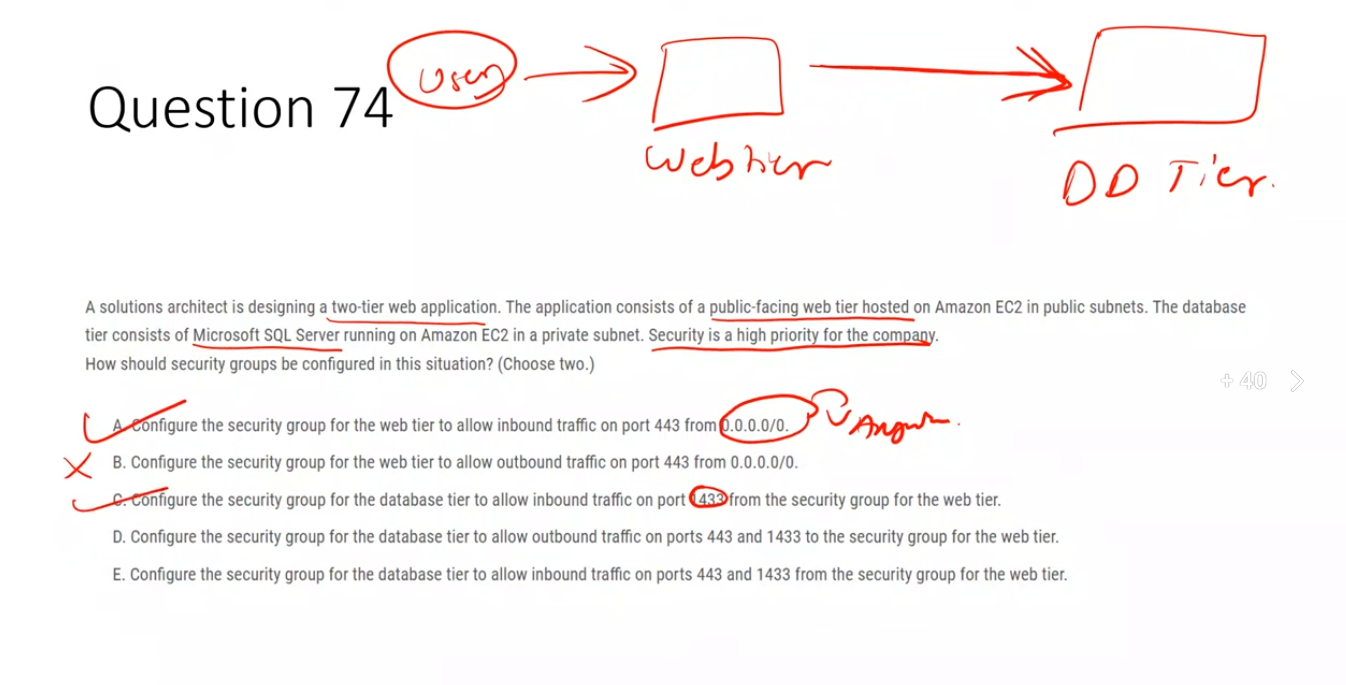 User
Question 74
Web tier
DD Tier.
A solutions architect is designing a two-tier web application. The application consists of a public-facing web tier hosted on Amazon EC2 in public subnets. The database
tier consists of Microsoft SQL Server running on Amazon EC2 in a private subnet. Security is a high priority for the company.
How should security groups be configured in this situation? (Choose two.)
+ 40
A. Configure the security group for the web tier to allow inbound traffic on port 443 from 0.0.0.0/0.
B. Configure the security group for the web tier to allow outbound traffic on port 443 from 0.0.0.0/0.
C. Configure the security group for the database tier to allow inbound traffic on port 1433 from the security group for the web tier.
D. Configure the security group for the database tier to allow outbound traffic on ports 443 and 1433 to the security group for the web tier.
E. Configure the security group for the database tier to allow inbound traffic on ports 443 and 1433 from the security group for the web tier.